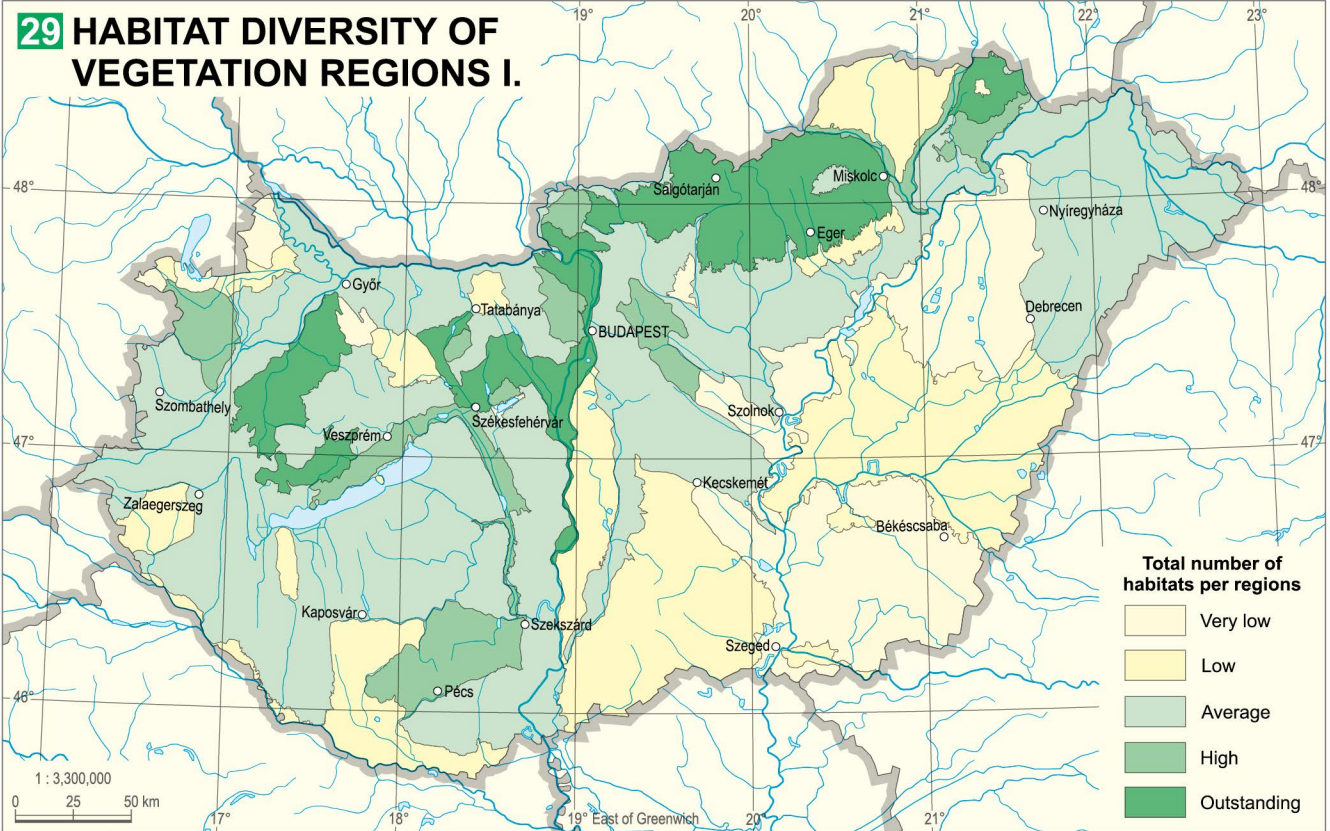 29 HABITAT DIVERSITY OF
VEGETATION REGIONS I.
19° 20° 21° 22° 23°
48° 48°
47° 47°
46°
Salgótarján
Miskolc
Eger
Nyíregyháza
Győr
Tatabánya
BUDAPEST
Debrecen
Szombathely
Székesfehérvár
Szolnok
Veszprém
Zalaegerszeg
Kecskemét
Békéscsaba
Kaposvár
Szekszárd
Szeged
Pécs
Total number of
habitats per regions
Very low
Low
Average
High
Outstanding
1 : 3,300,000
0 25 50 km
17° 18° 19° East of Greenwich 20° 21°